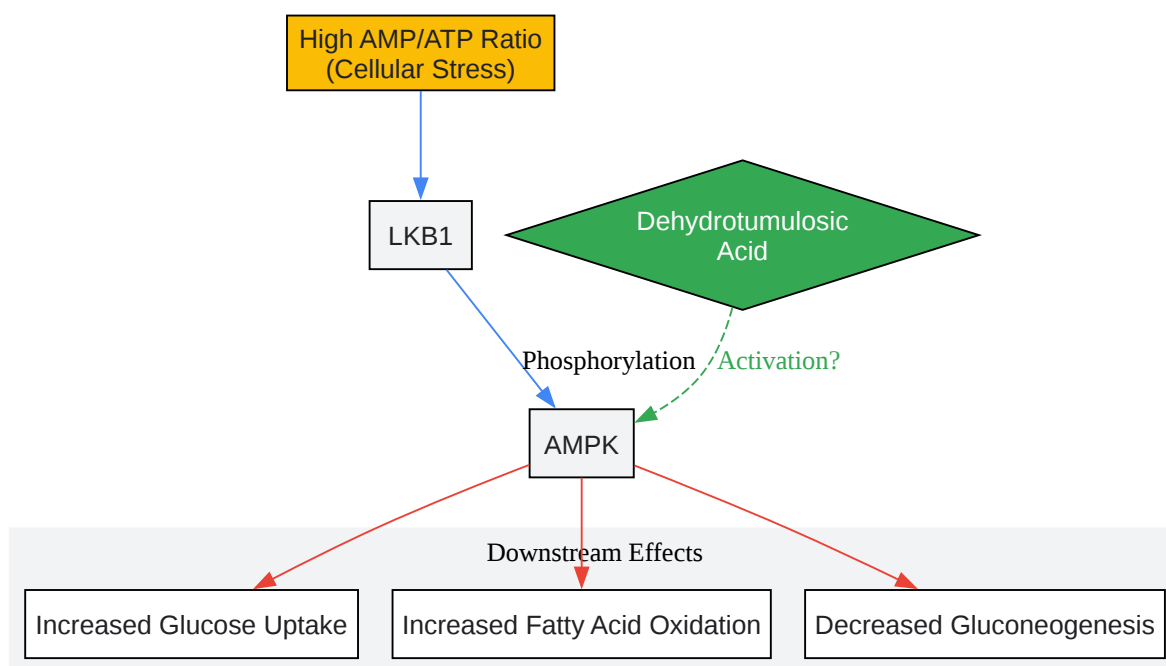 High AMP/ATP Ratio
(Cellular Stress)
LKB1
Dehydrotumulosic
Acid
Phosphorylation
Activation?
AMPK
Downstream Effects
Increased Glucose Uptake
Increased Fatty Acid Oxidation
Decreased Gluconeogenesis